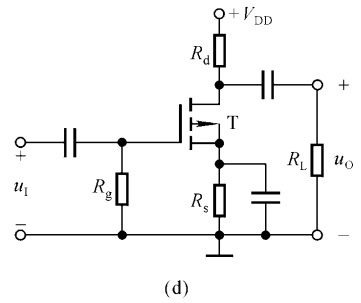 +V_DD
R_d
T
+
+
u_I
R_g
R_s
R_L
u_O
−
−
(d)